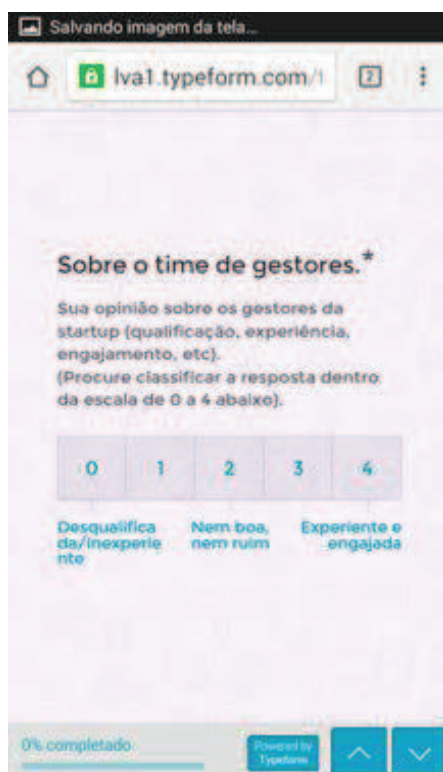 Salvando imagem da tela...
lva1.typeform.com/
2
Sobre o time de gestores.*
Sua opinião sobre os gestores da
startup (qualificação, experiência,
engajamento, etc).
(Procure classificar a resposta dentro
da escala de 0 a 4 abaixo).
0 1 2 3 4
Desqualifica Nem boa, Experiente e
da/Inexperie nem ruim engajada
nte
0% completado
Powered by
Typeform